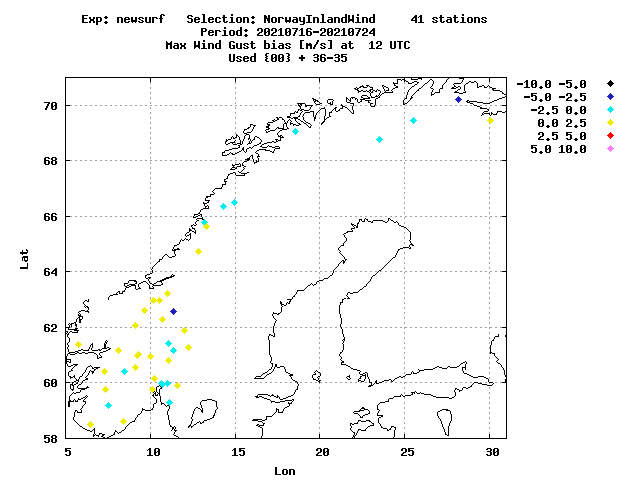 Exp: newsurf Selection: NorwayInlandWind 41 stations
Period: 20210716-20210724
Max Wind Gust bias [m/s] at 12 UTC
Used {00} + 36-35
-10.0 -5.0
-5.0 -2.5
-2.5 0.0
0.0 2.5
2.5 5.0
5.0 10.0
70
68
66
64
62
60
58
Lat
5 10 15 20 25 30
Lon